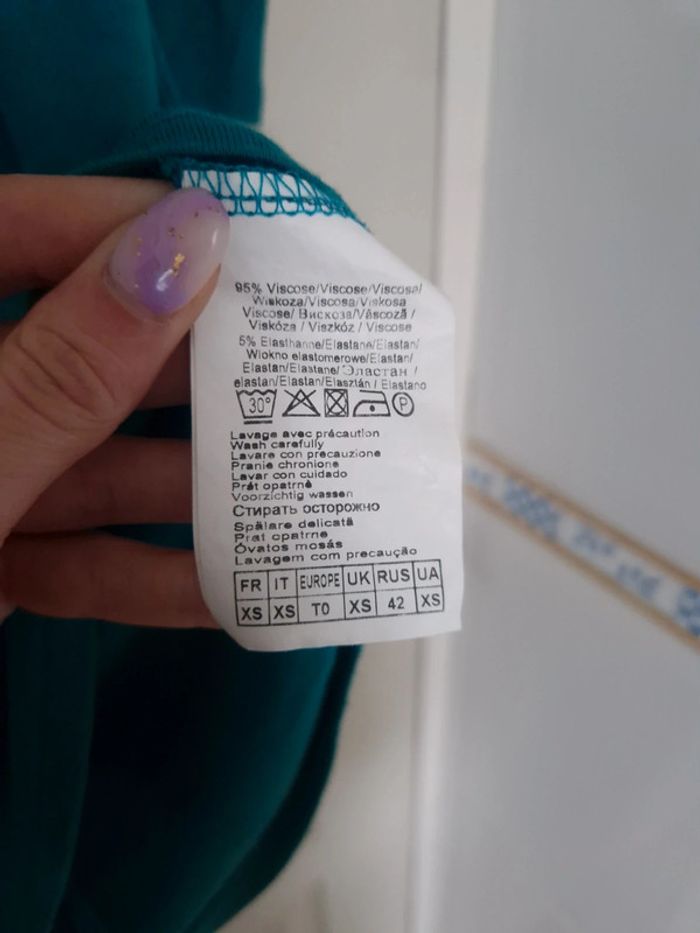 95% Viscose/Viscose/Viscosa/
Wiskoza/Viscosa/Viskosa
Viscose/ Вискоза/Vâscoză /
Viskóza / Viszkóz / Viscose
5% Elasthanne/Elastane/Elastan/
Włokno elastomerowe/Elastan/
Elastan/Elastane/Эластан /
elastan/Elastan/Elasztán / Elastano
30° P
Lavage avec précaution
Wash carefully
Lavare con precauzione
Pranie chronione
Lavar con cuidado
Prát opatrně
Voorzichtig wassen
Стирать осторожно
Spălare delicată
Prat opatrne
Óvatos mosás
Lavagem com precaução
FR IT EUROPE UK RUS UA
XS XS T0 XS 42 XS